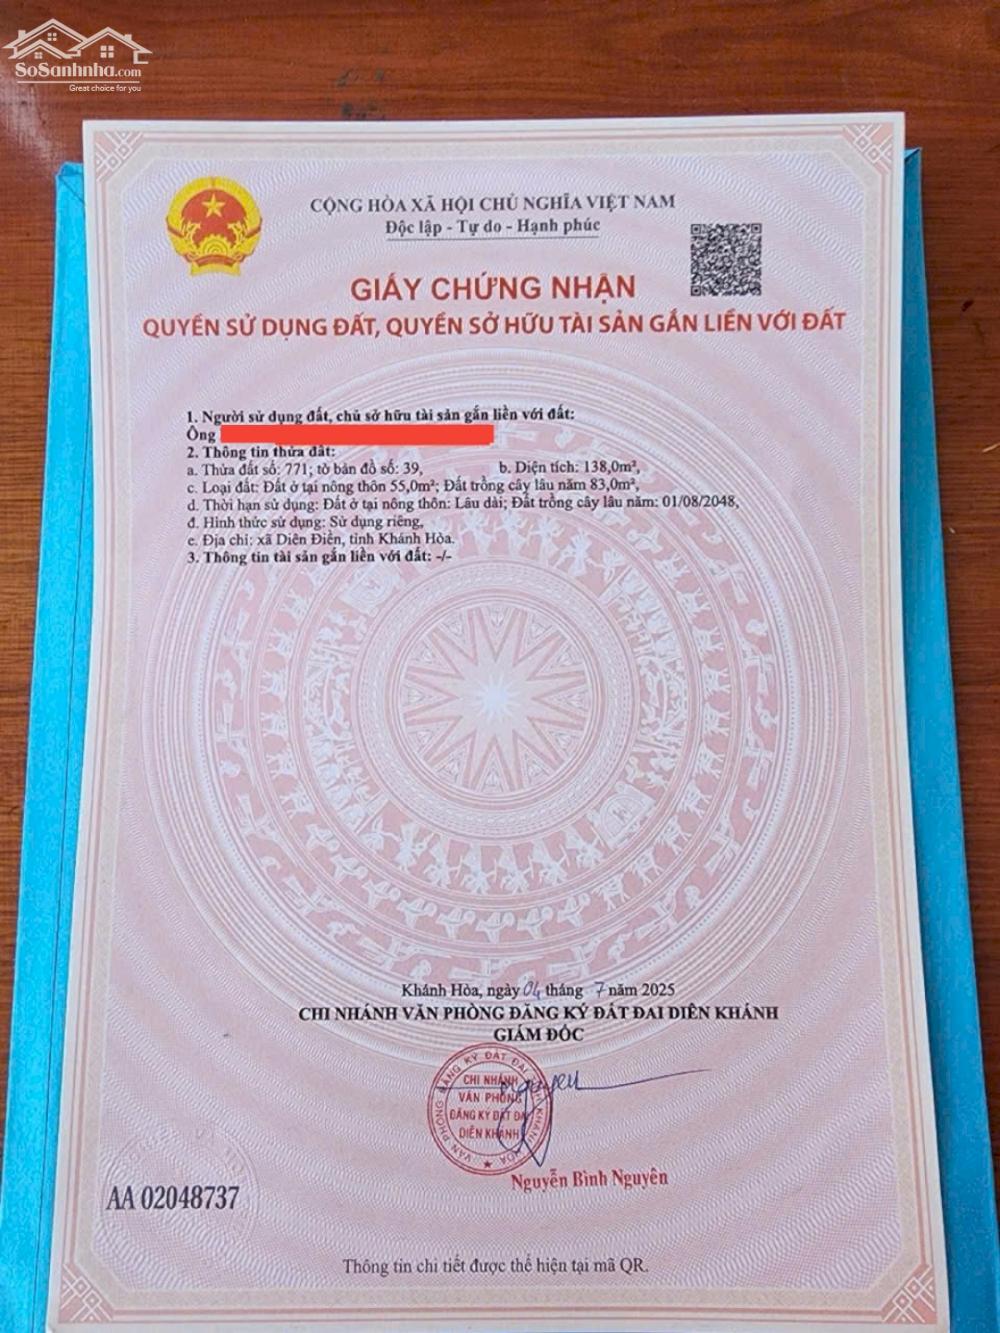 SoSanhnha.com
Great choice for you
CỘNG HÒA XÃ HỘI CHỦ NGHĨA VIỆT NAM
Độc lập - Tự do - Hạnh phúc
GIẤY CHỨNG NHẬN
QUYỀN SỬ DỤNG ĐẤT, QUYỀN SỞ HỮU TÀI SẢN GẮN LIỀN VỚI ĐẤT
1. Người sử dụng đất, chủ sở hữu tài sản gắn liền với đất:
Ông
2. Thông tin thửa đất:
a. Thửa đất số: 771; tờ bản đồ số: 39, b. Diện tích: 138,0m²,
c. Loại đất: Đất ở tại nông thôn 55,0m²; Đất trồng cây lâu năm 83,0m²,
d. Thời hạn sử dụng: Đất ở tại nông thôn: Lâu dài; Đất trồng cây lâu năm: 01/08/2048,
đ. Hình thức sử dụng: Sử dụng riêng,
e. Địa chỉ: xã Diên Điền, tỉnh Khánh Hòa.
3. Thông tin tài sản gắn liền với đất: -/-
Khánh Hòa, ngày 04 tháng 7 năm 2025
CHI NHÁNH VĂN PHÒNG ĐĂNG KÝ ĐẤT ĐAI DIÊN KHÁNH
GIÁM ĐỐC
VĂN PHÒNG ĐĂNG KÝ ĐẤT ĐAI KHÁNH HÒA
CHI NHÁNH
VĂN PHÒNG
ĐĂNG KÝ ĐẤT ĐAI
DIÊN KHÁNH
Nguyen
Nguyễn Bình Nguyên
AA 02048737
Thông tin chi tiết được thể hiện tại mã QR.